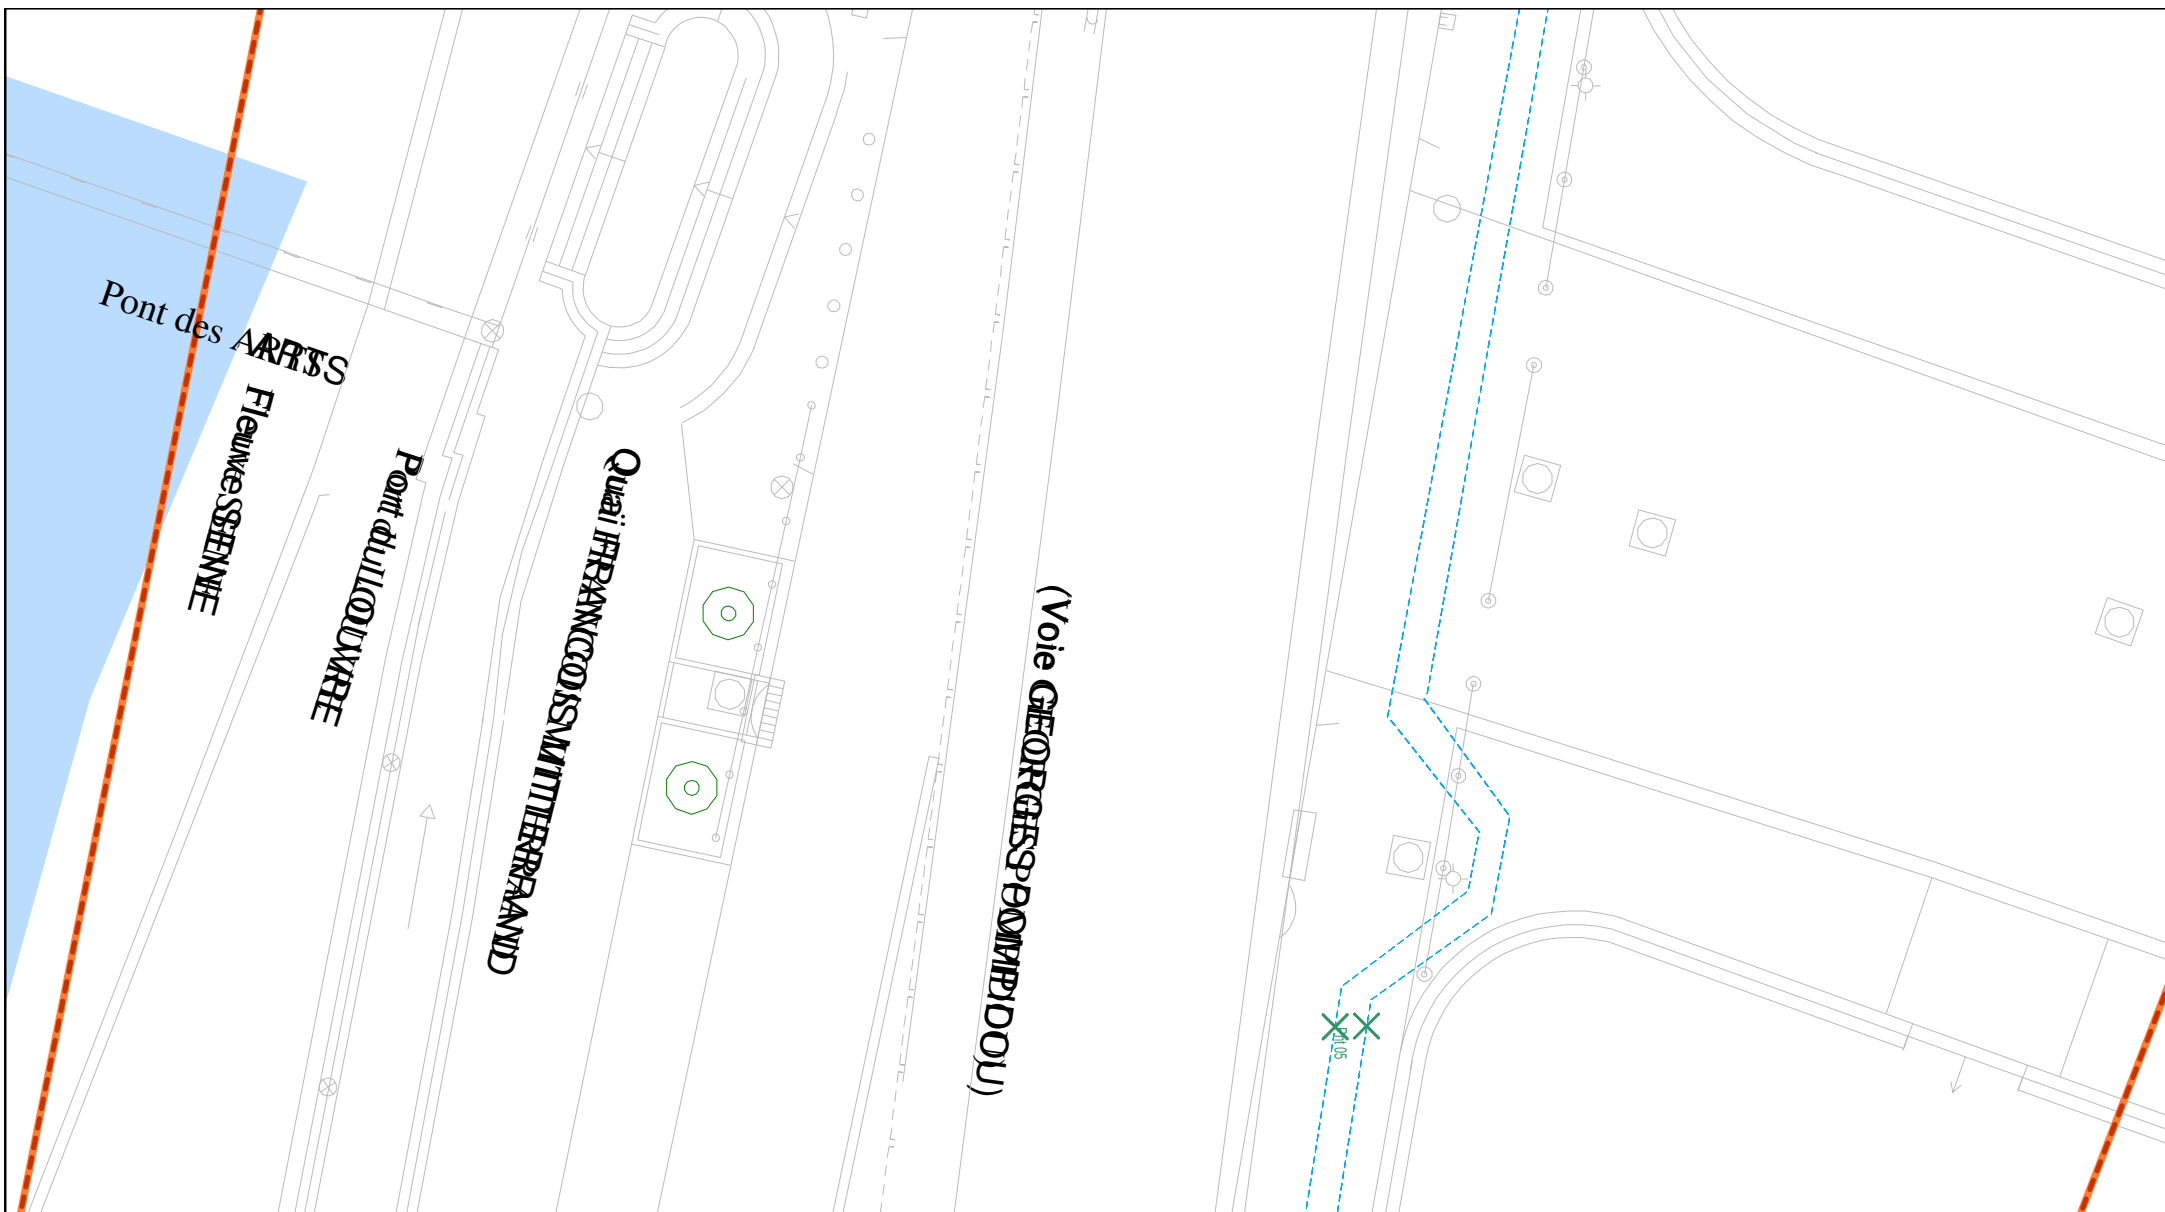 Pont des ARTS
Fleuve SEINE
Port du LOUVRE
Quai FRANCOIS MITTERRAND
(Voie GEORGES POMPIDOU)